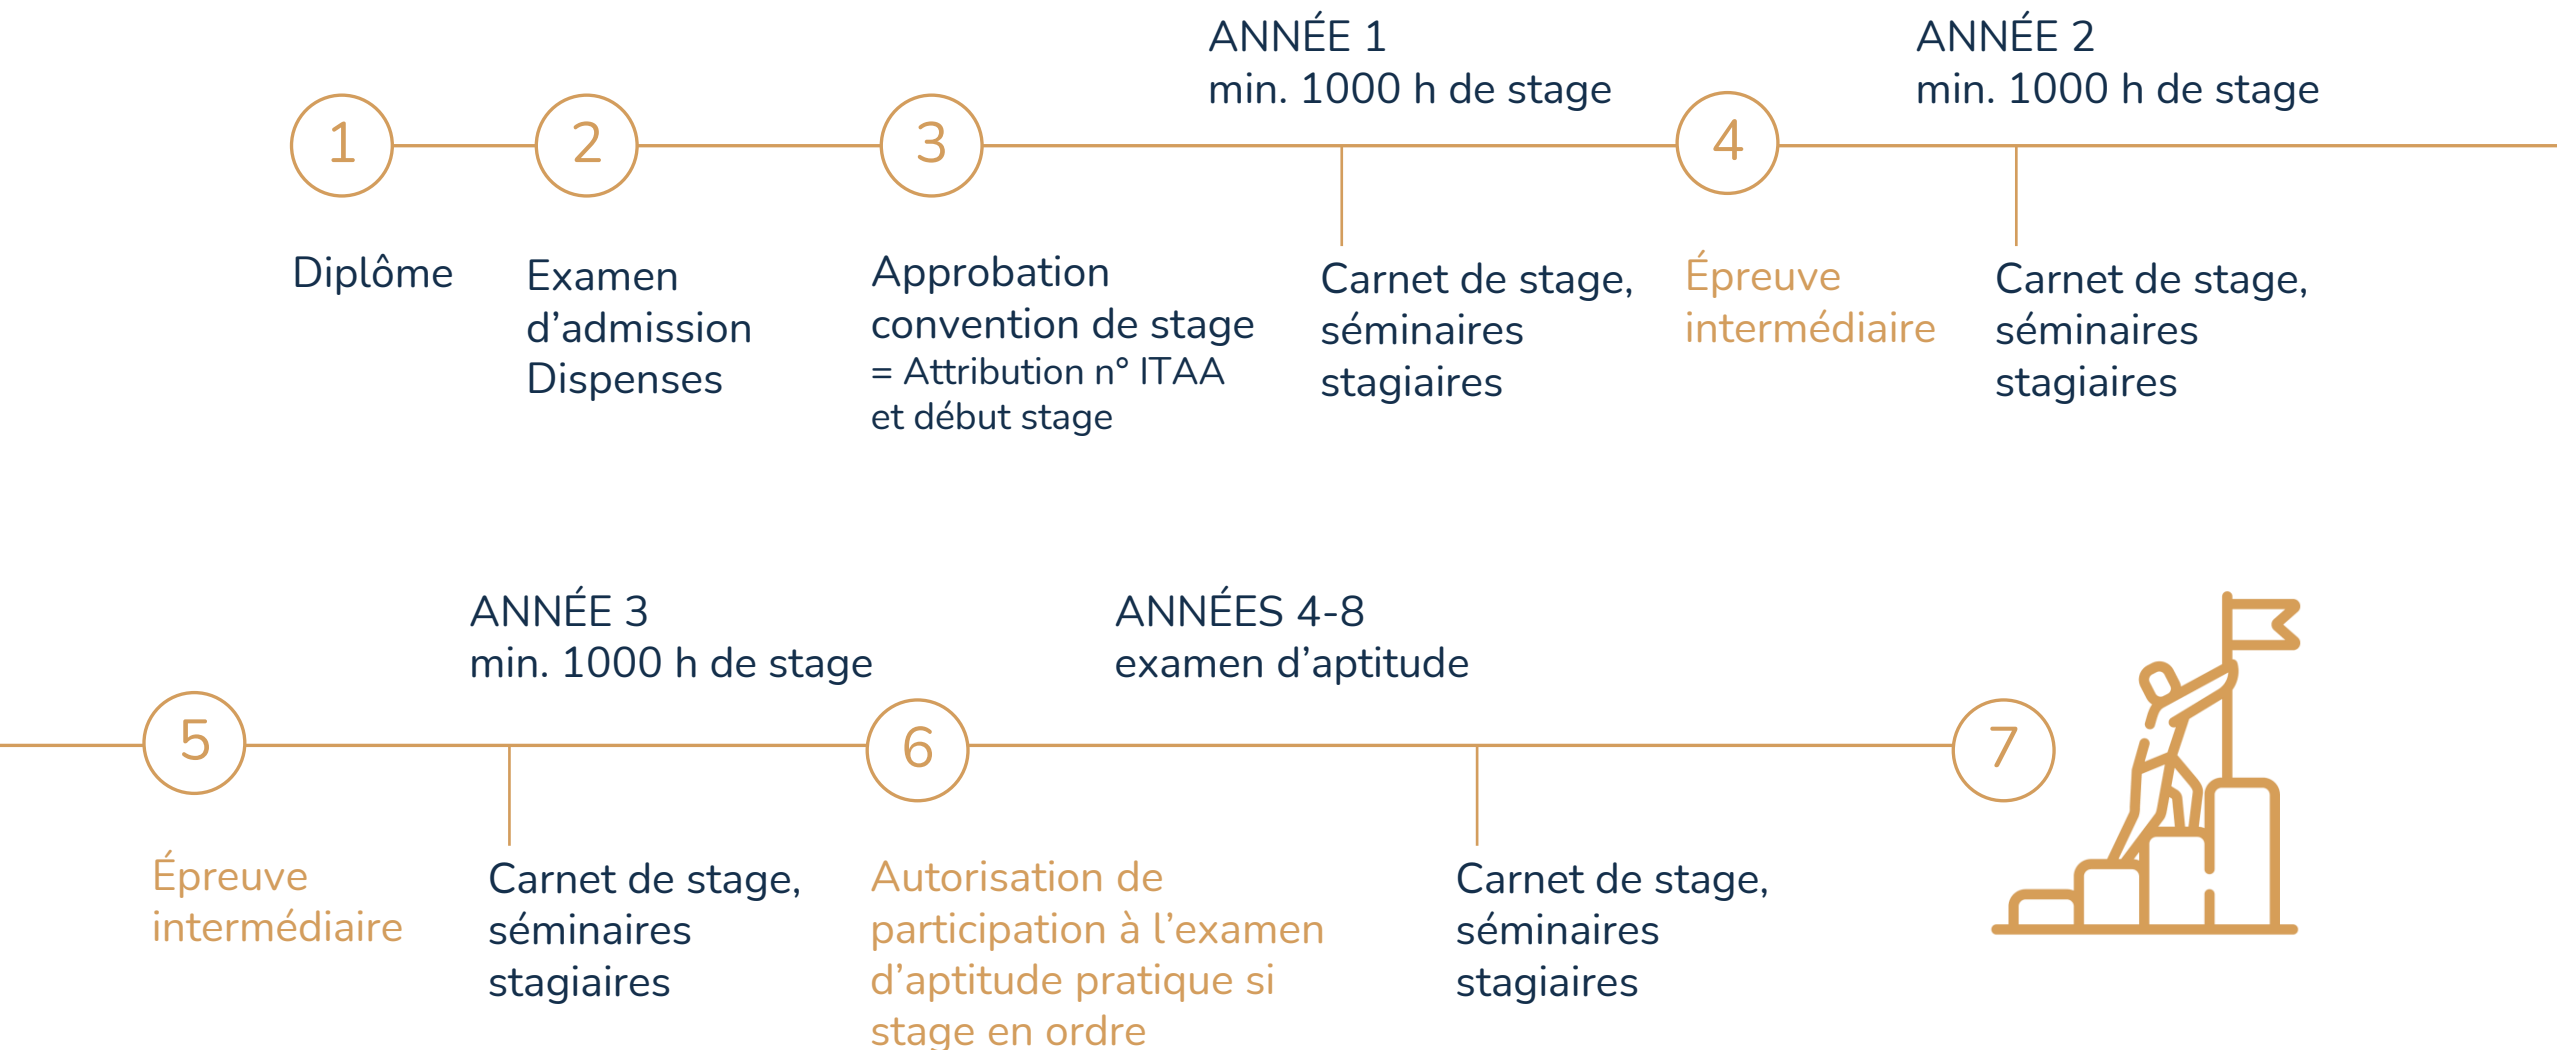 ANNÉE 1
min. 1000 h de stage
ANNÉE 2
min. 1000 h de stage
1
2
3
4
Diplôme
Examen
d’admission
Dispenses
Approbation
convention de stage
= Attribution n° ITAA
et début stage
Carnet de stage,
séminaires
stagiaires
Épreuve
intermédiaire
Carnet de stage,
séminaires
stagiaires
ANNÉE 3
min. 1000 h de stage
ANNÉES 4-8
examen d’aptitude
5
6
7
Épreuve
intermédiaire
Carnet de stage,
séminaires
stagiaires
Autorisation de
participation à l’examen
d’aptitude pratique si
stage en ordre
Carnet de stage,
séminaires
stagiaires